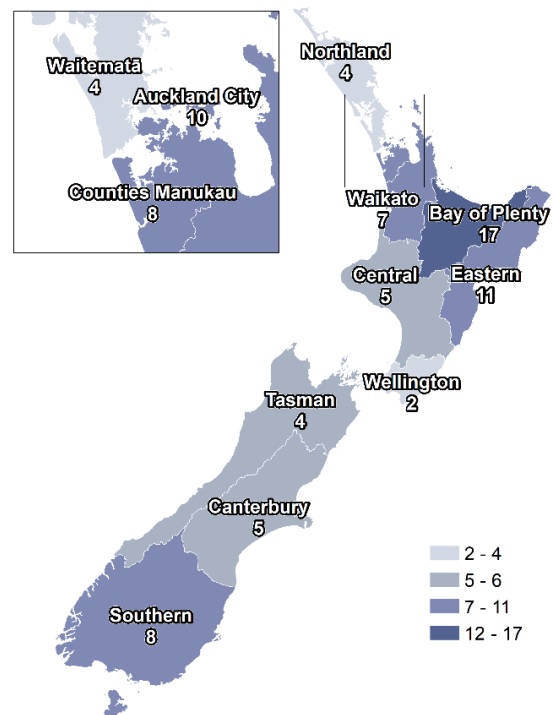 Northland
4
Waitematā
4
Auckland City
10
Counties Manukau
8
Waikato
7
Bay of Plenty
17
Central
5
Eastern
11
Wellington
2
Tasman
4
Canterbury
5
Southern
8
2 - 4
5 - 6
7 - 11
12 - 17